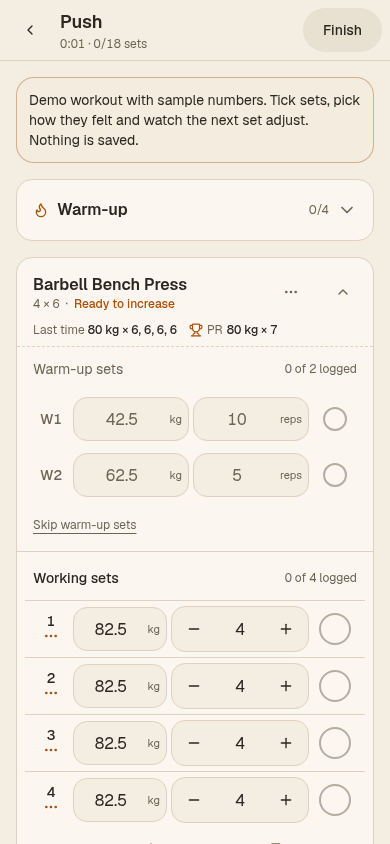 Push
0:01 · 0/18 sets
Finish
Demo workout with sample numbers. Tick sets, pick
how they felt and watch the next set adjust.
Nothing is saved.
Warm-up
0/4
Barbell Bench Press
4 × 6 · Ready to increase
Last time 80 kg × 6, 6, 6, 6 PR 80 kg × 7
Warm-up sets
0 of 2 logged
W1 42.5 kg 10 reps
W2 62.5 kg 5 reps
Skip warm-up sets
Working sets
0 of 4 logged
1 82.5 kg − 4 +
2 82.5 kg − 4 +
3 82.5 kg − 4 +
4 82.5 kg − 4 +